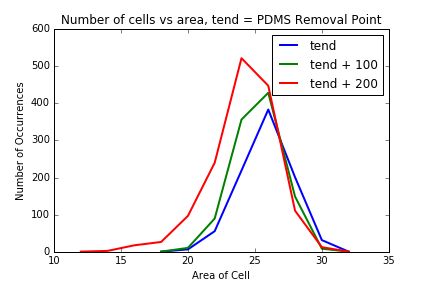 Number of cells vs area, tend = PDMS Removal Point
600
500
400
300
200
100
0
Number of Occurrences
tend
tend + 100
tend + 200
10 15 20 25 30 35
Area of Cell